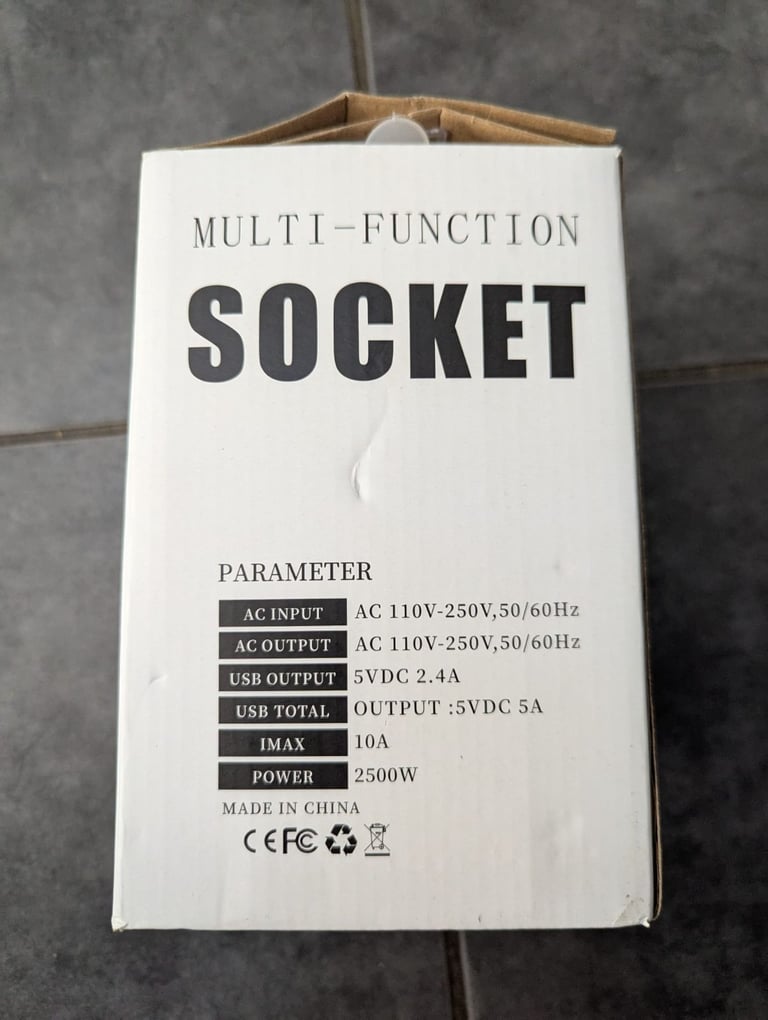 MULTI-FUNCTION
SOCKET
PARAMETER
AC INPUT AC 110V-250V,50/60Hz
AC OUTPUT AC 110V-250V,50/60Hz
USB OUTPUT 5VDC 2.4A
USB TOTAL OUTPUT :5VDC 5A
IMAX 10A
POWER 2500W
MADE IN CHINA
CE FC